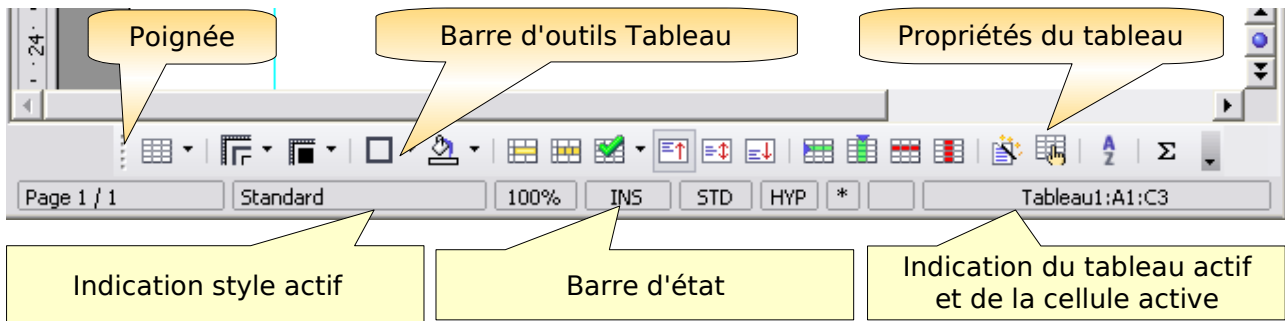 Poignée
Barre d'outils Tableau
Propriétés du tableau
· 24 ·
A
Z
Σ
Page 1 / 1
Standard
100%
INS
STD
HYP
*
Tableau1:A1:C3
Indication style actif
Barre d'état
Indication du tableau actif
et de la cellule active